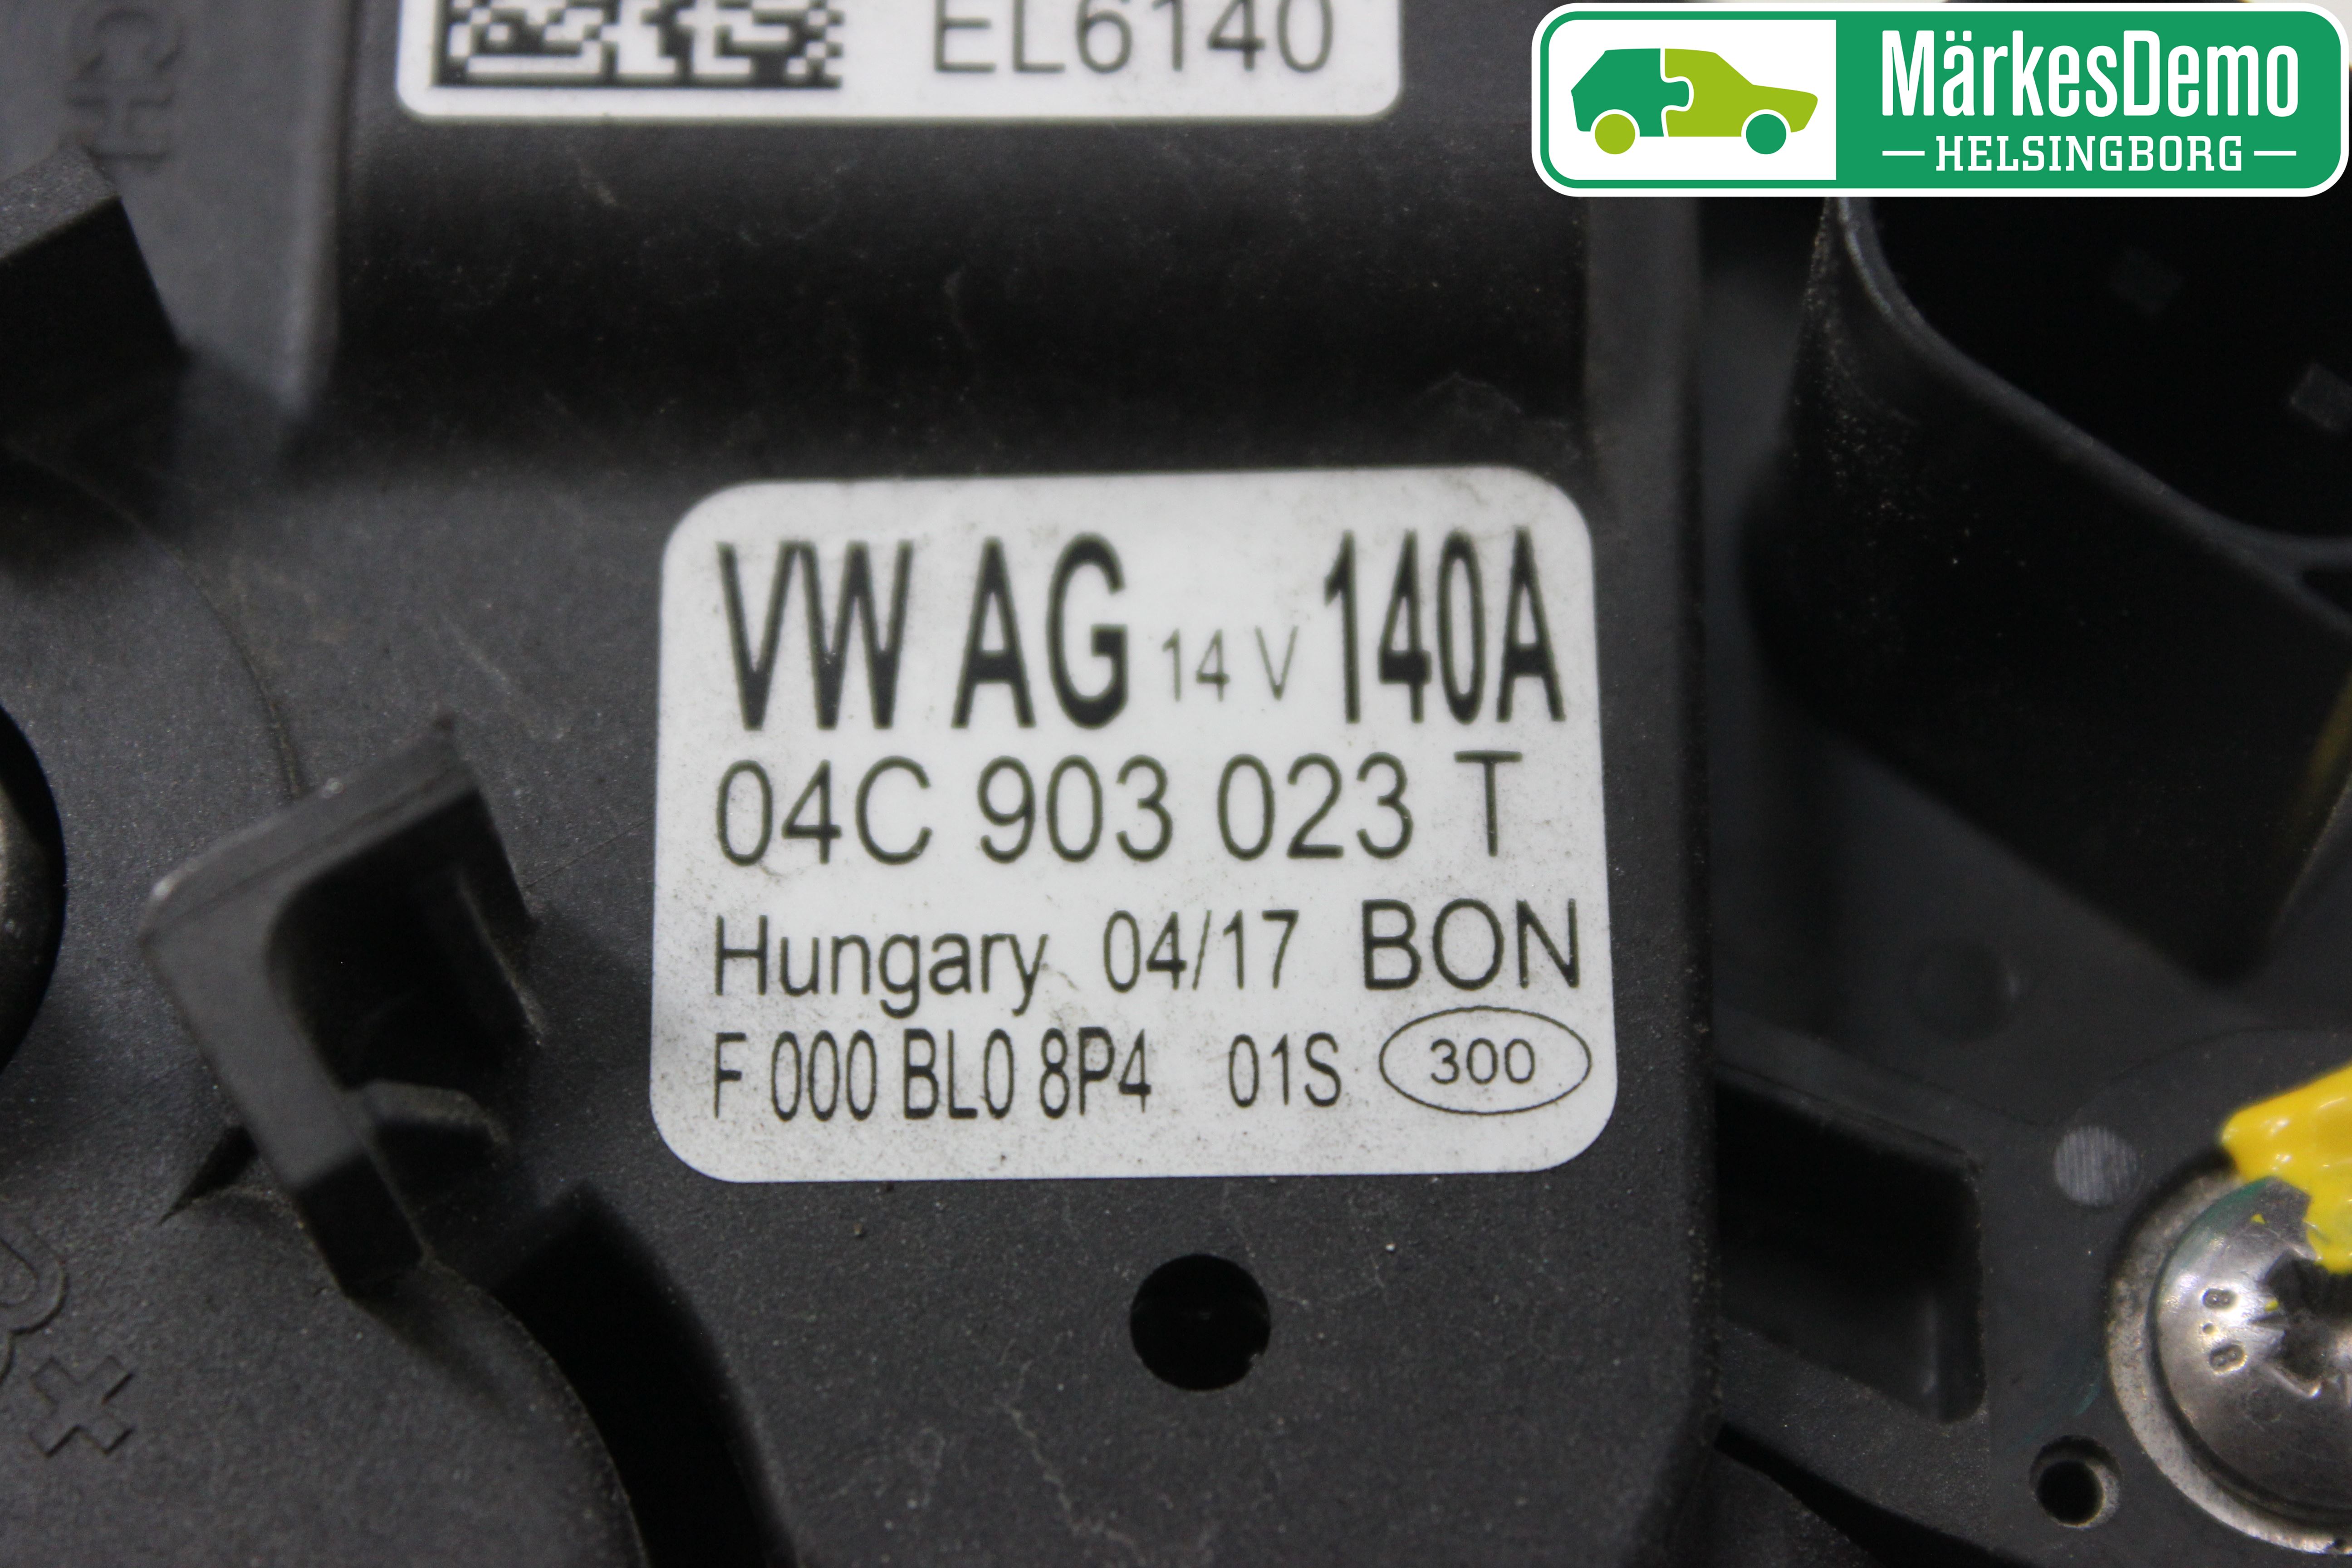 EL6140
MärkesDemo
HELSINGBORG
VW AG 14 V 140A
04C 903 023 T
Hungary 04/17 BON
F 000 BL0 8P4 01S 300